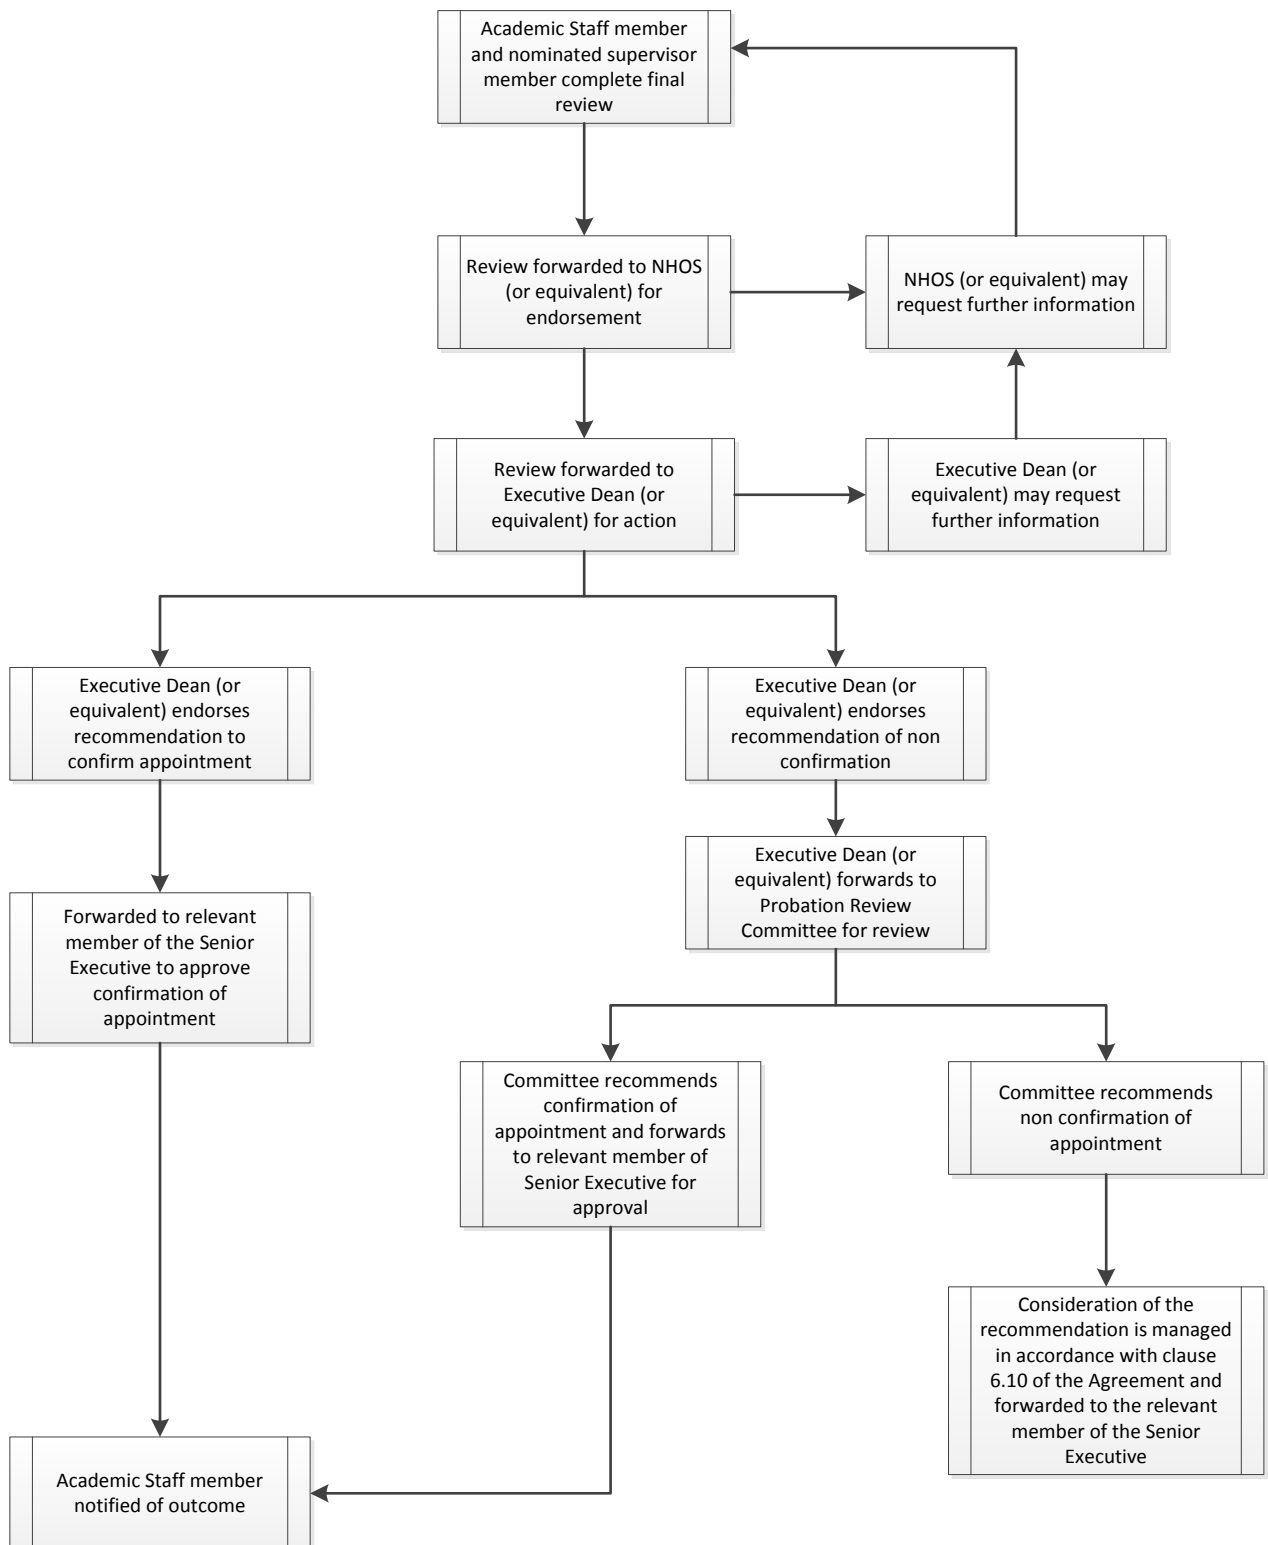 Academic Staff member
and nominated supervisor
member complete final
review
Review forwarded to NHOS
(or equivalent) for
endorsement
NHOS (or equivalent) may
request further information
Review forwarded to
Executive Dean (or
equivalent) for action
Executive Dean (or
equivalent) may request
further information
Executive Dean (or
equivalent) endorses
recommendation to
confirm appointment
Executive Dean (or
equivalent) endorses
recommendation of non
confirmation
Executive Dean (or
equivalent) forwards to
Probation Review
Committee for review
Forwarded to relevant
member of the Senior
Executive to approve
confirmation of
appointment
Committee recommends
confirmation of
appointment and forwards
to relevant member of
Senior Executive for
approval
Committee recommends
non confirmation of
appointment
Consideration of the
recommendation is managed
in accordance with clause
6.10 of the Agreement and
forwarded to the relevant
member of the Senior
Executive
Academic Staff member
notified of outcome